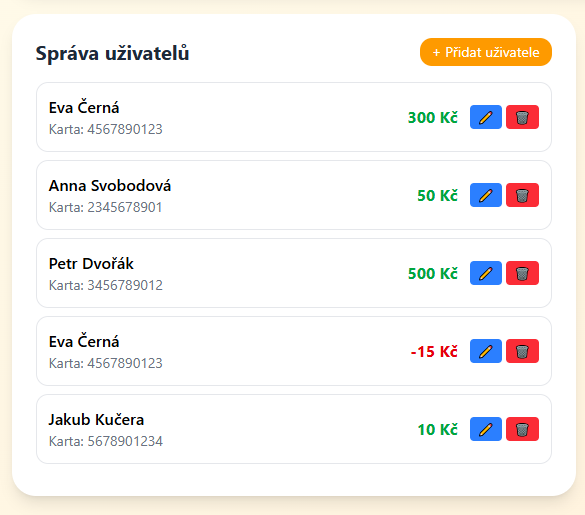 Správa uživatelů
+ Přidat uživatele
Eva Černá
Karta: 4567890123
300 Kč
Anna Svobodová
Karta: 2345678901
50 Kč
Petr Dvořák
Karta: 3456789012
500 Kč
Eva Černá
Karta: 4567890123
-15 Kč
Jakub Kučera
Karta: 5678901234
10 Kč